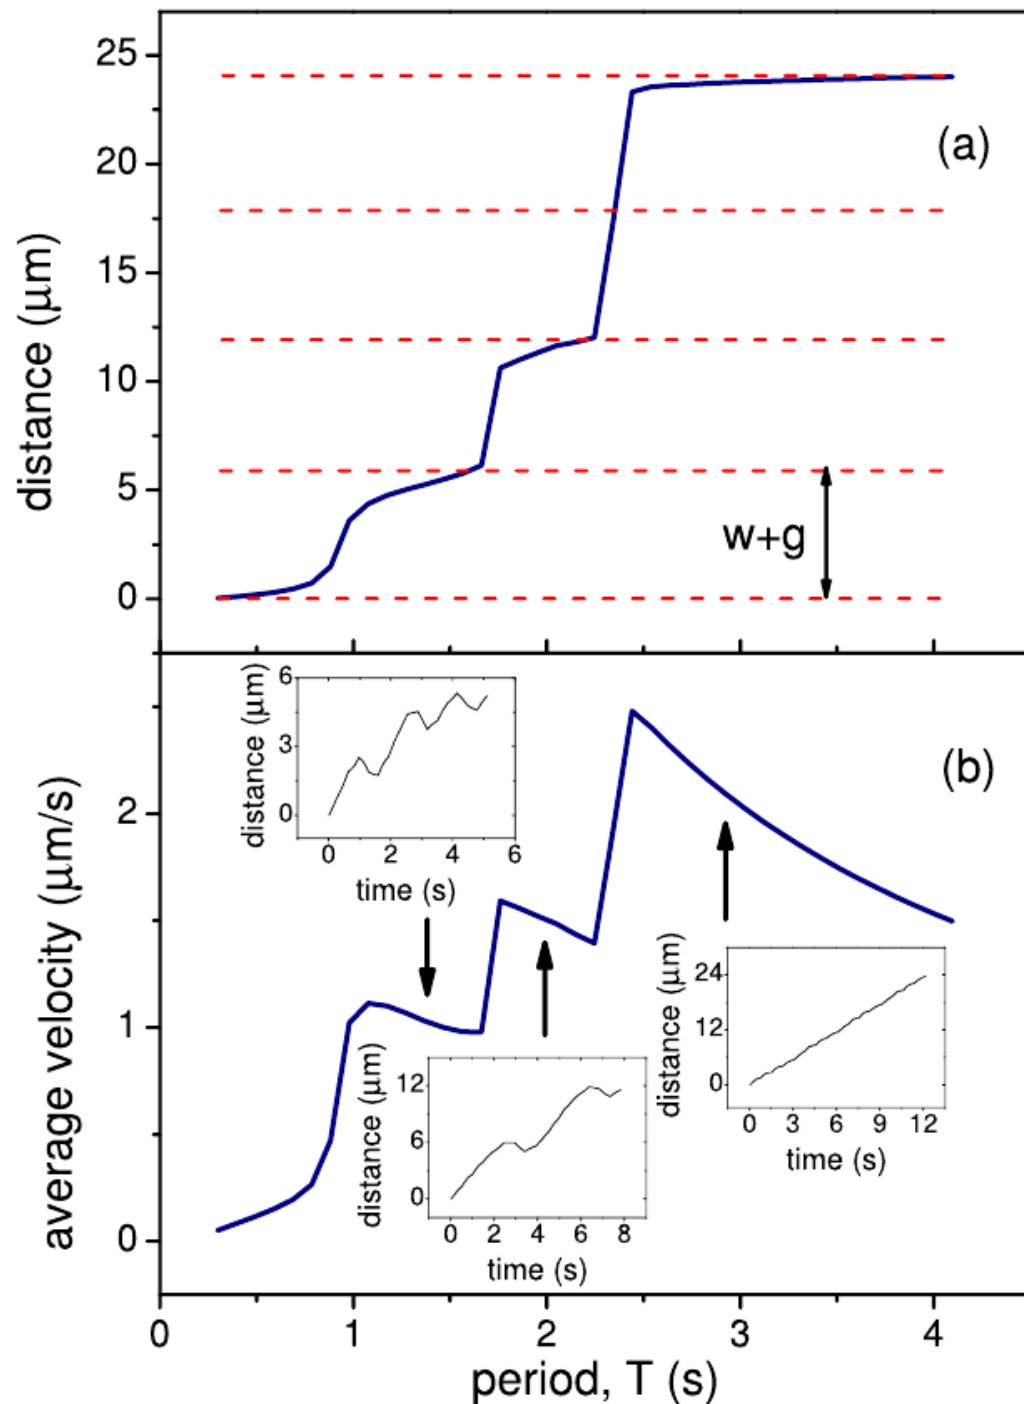 25
20
15
10
5
0
distance (μm)
(a)
w+g
2
1
0
average velocity (μm/s)
(b)
6
3
0
distance (μm)
0 2 4 6
time (s)
12
6
0
distance (μm)
0 2 4 6 8
time (s)
24
12
0
distance (μm)
0 3 6 9 12
time (s)
0 1 2 3 4
period, T (s)